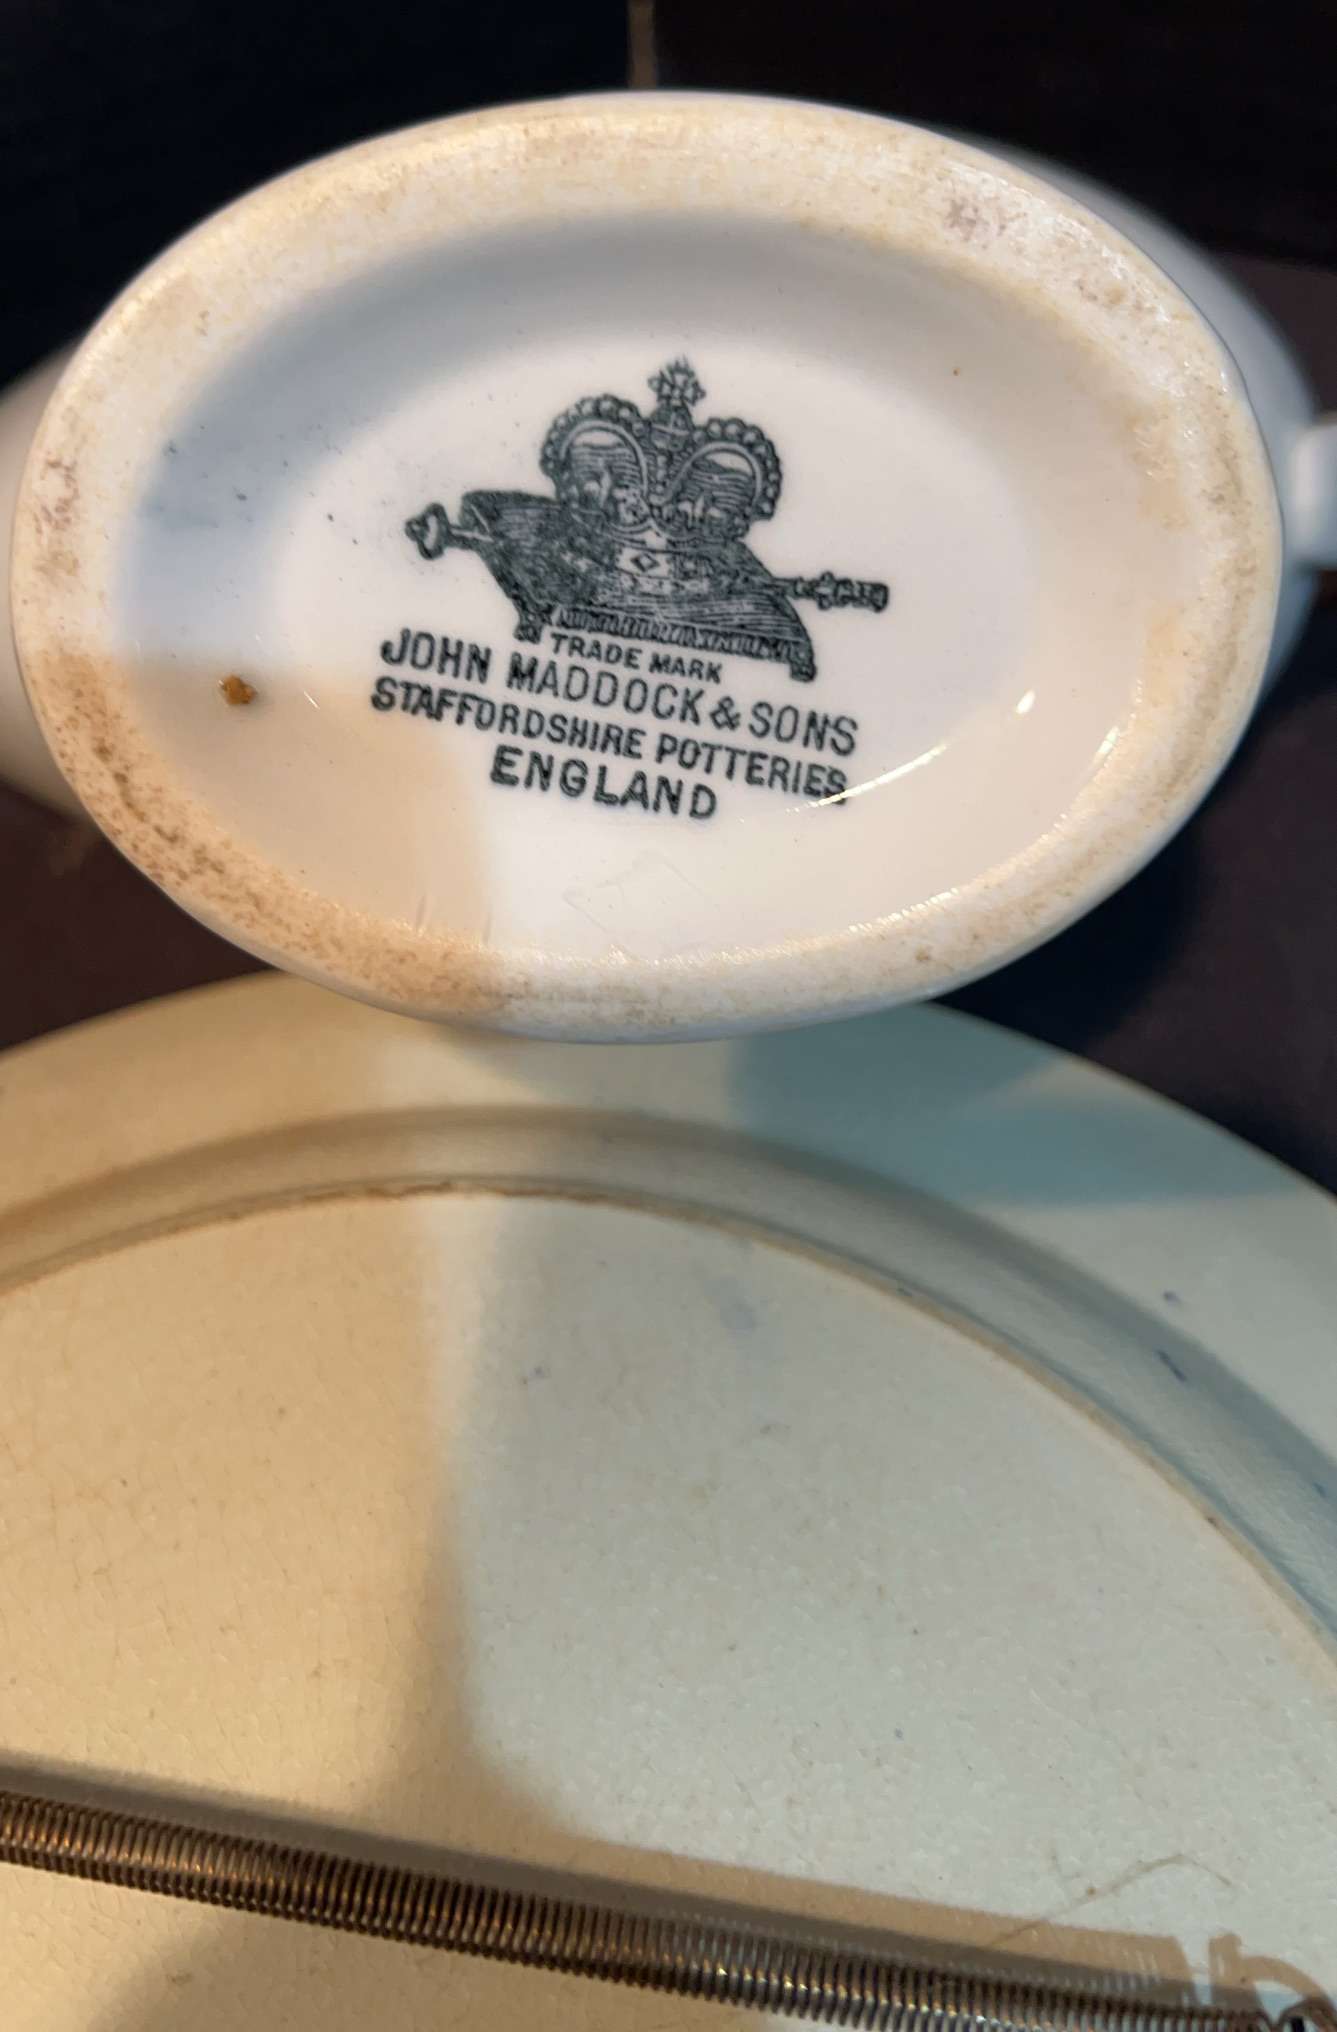 TRADE MARK
JOHN MADDOCK & SONS
STAFFORDSHIRE POTTERIES
ENGLAND